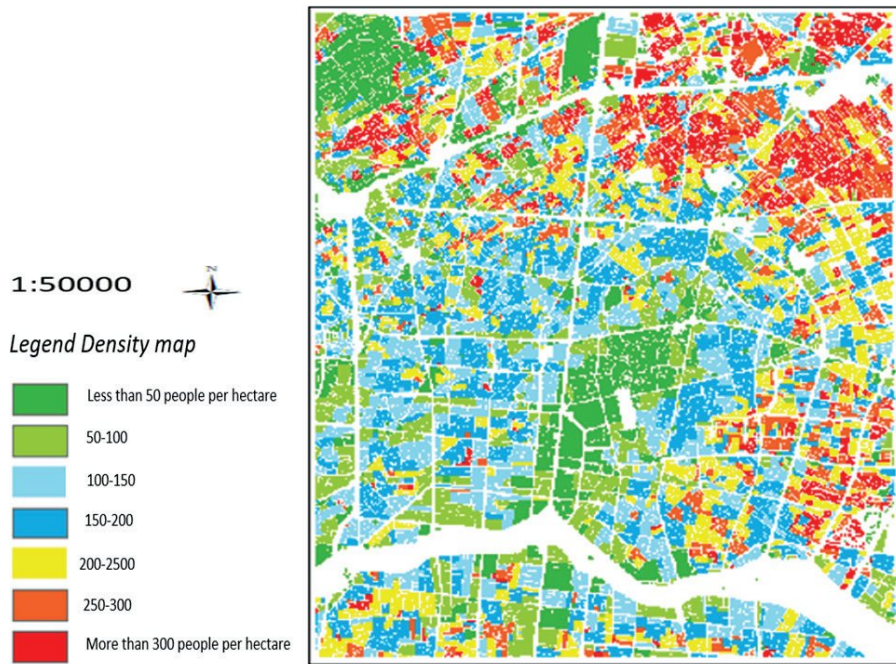 N
1:50000
Legend Density map
Less than 50 people per hectare
50-100
100-150
150-200
200-2500
250-300
More than 300 people per hectare